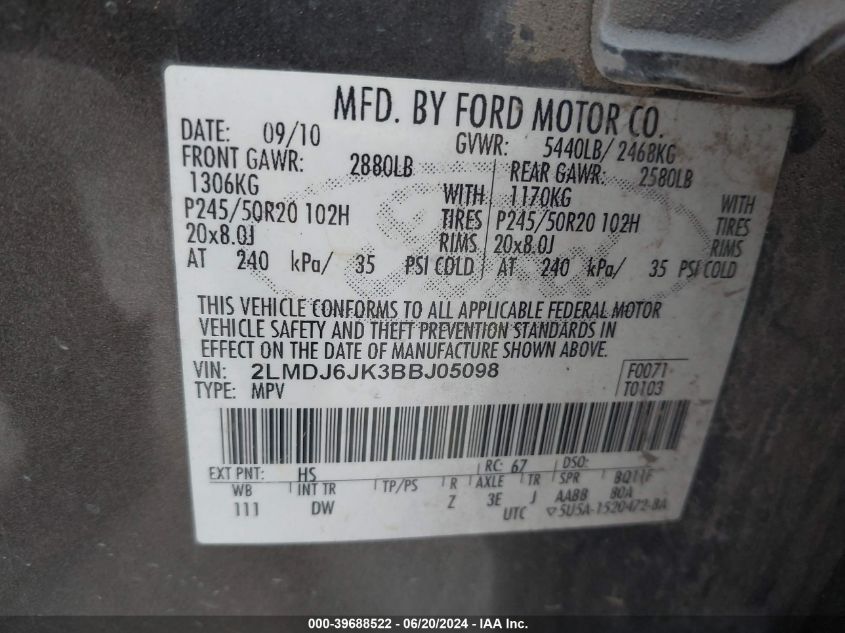 MFD. BY FORD MOTOR CO.
DATE: 09/10 GVWR: 5440LB/ 2468KG
FRONT GAWR: 2880LB REAR GAWR: 2580LB
1306KG WITH 1170KG WITH
P245/50R20 102H TIRES P245/50R20 102H TIRES
20x8.0J RIMS 20x8.0J RIMS
AT 240 kPa/ 35 PSI COLD AT 240 kPa/ 35 PSI COLD
THIS VEHICLE CONFORMS TO ALL APPLICABLE FEDERAL MOTOR
VEHICLE SAFETY AND THEFT PREVENTION STANDARDS IN
EFFECT ON THE DATE OF MANUFACTURE SHOWN ABOVE.
VIN: 2LMDJ6JK3BBJ05098 F0071
TYPE: MPV T0103
EXT PNT: HS RC: 67 DSO: BQ11F
WB INT TR TP/PS R AXLE TR SPR 80A
111 DW Z 3E J AABB
UTC 5U5A-1520472-BA
000-39688522 - 06/20/2024 - IAA Inc.